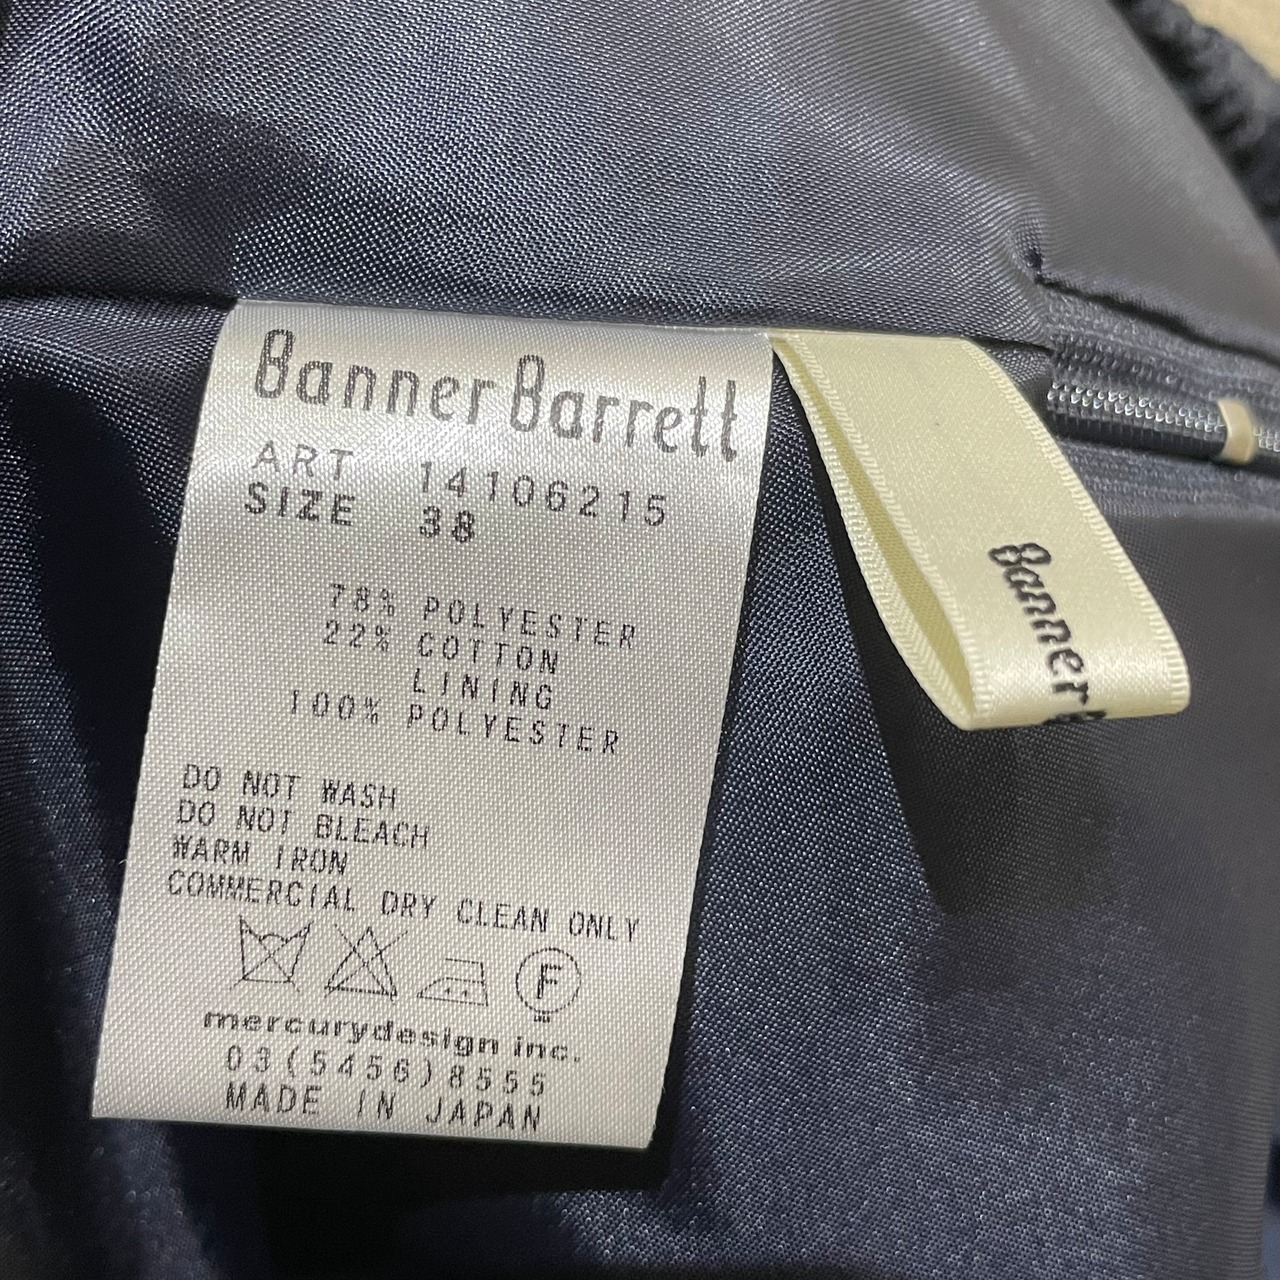 Banner Barrett
ART 14106215
SIZE 38
78% POLYESTER
22% COTTON
LINING
100% POLYESTER
DO NOT WASH
DO NOT BLEACH
WARM IRON
COMMERCIAL DRY CLEAN ONLY
F
mercurydesign inc.
03(5456)8555
MADE IN JAPAN
Banner